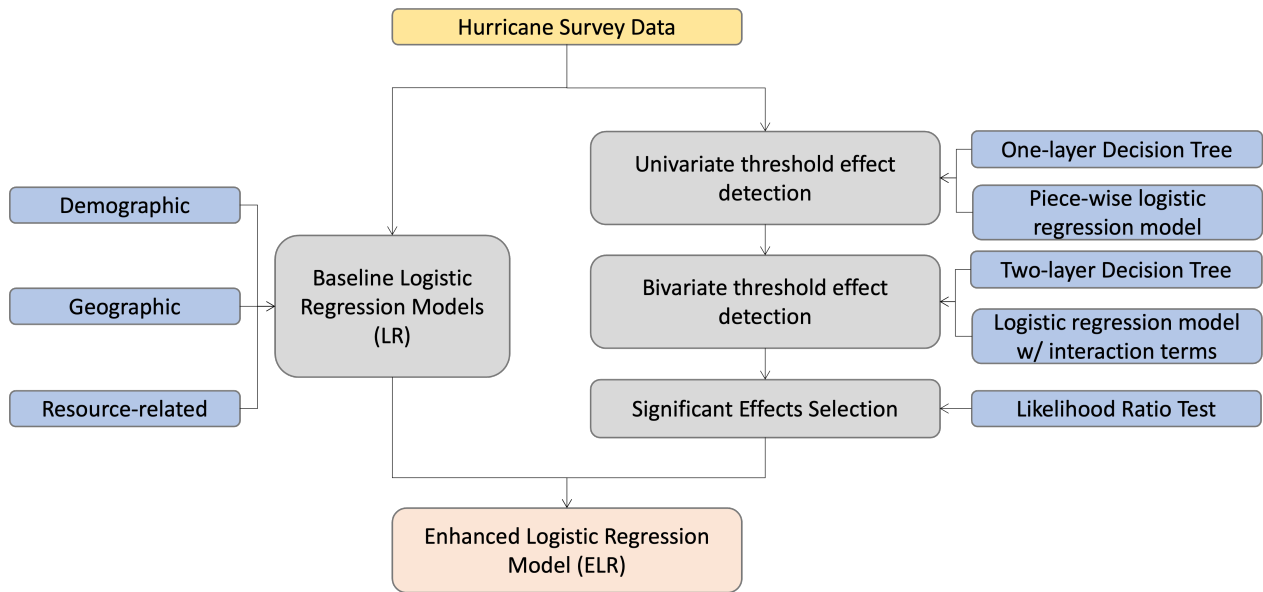 Hurricane Survey Data
Univariate threshold effect
detection
One-layer Decision Tree
Piece-wise logistic
regression model
Demographic
Geographic
Resource-related
Baseline Logistic
Regression Models
(LR)
Bivariate threshold effect
detection
Two-layer Decision Tree
Logistic regression model
w/ interaction terms
Significant Effects Selection
Likelihood Ratio Test
Enhanced Logistic Regression
Model (ELR)